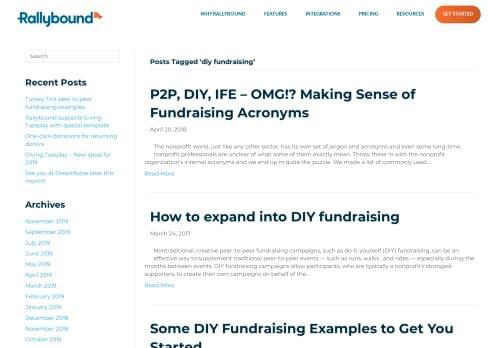 Rallybound
WHY RALLYBOUND
FEATURES
INTEGRATIONS
PRICING
RESOURCES
GET STARTED
Search
Recent Posts
Turkey Trot peer to peer
fundraising examples
Rallybound supports Giving
Tuesday with special template
One-click donations for returning
donors
Giving Tuesday – New ideas for
2019
See you at Dreamforce later this
month!
Archives
November 2019
September 2019
July 2019
June 2019
May 2019
April 2019
March 2019
February 2019
January 2019
December 2018
November 2018
October 2018
Posts Tagged ‘diy fundraising’
P2P, DIY, IFE – OMG!? Making Sense of
Fundraising Acronyms
April 20, 2018
The nonprofit world, just like any other sector, has its own set of jargon and acronyms and even some long-time
nonprofit professionals are unclear of what some of them exactly mean. Throw these in with the nonprofit
organization’s internal acronyms and we end up in quite the puzzle. We made a list of commonly used...
Read More
How to expand into DIY fundraising
March 24, 2017
Nontraditional, creative peer-to-peer fundraising campaigns, such as do-it-yourself (DIY) fundraising, can be an
effective way to supplement traditional peer-to-peer events — such as runs, walks , and rides — especially during the
months between events. DIY fundraising campaigns allow participants, who are typically a nonprofit’s strongest
supporters, to create their own campaigns on behalf of the...
Read More
Some DIY Fundraising Examples to Get You
Started